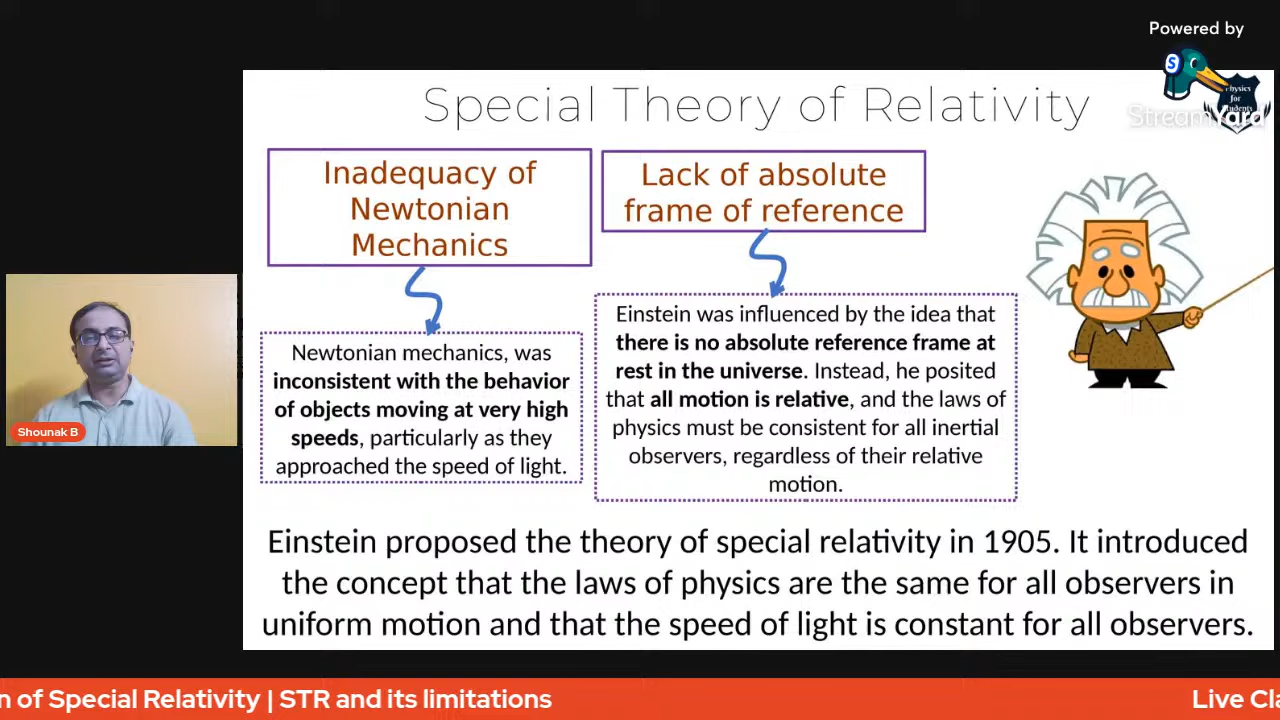 Powered by
Special Theory of Relativity
Physics
for
Students
StreamYard
Inadequacy of
Newtonian
Mechanics
Lack of absolute
frame of reference
Newtonian mechanics, was
inconsistent with the behavior
of objects moving at very high
speeds, particularly as they
approached the speed of light.
Einstein was influenced by the idea that
there is no absolute reference frame at
rest in the universe. Instead, he posited
that all motion is relative, and the laws of
physics must be consistent for all inertial
observers, regardless of their relative
motion.
Shounak B
Einstein proposed the theory of special relativity in 1905. It introduced
the concept that the laws of physics are the same for all observers in
uniform motion and that the speed of light is constant for all observers.
n of Special Relativity | STR and its limitations
Live Cla